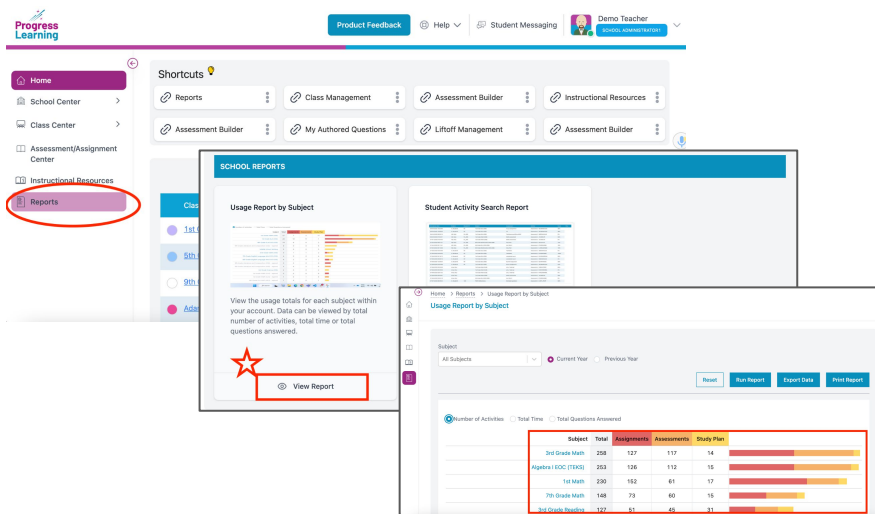 Progress
Learning
Product Feedback
Help
Student Messaging
Demo Teacher
SCHOOL ADMINISTRATOR1
Home
School Center
Class Center
Assessment/Assignment
Center
Instructional Resources
Reports
Shortcuts
Reports
Class Management
Assessment Builder
Instructional Resources
Assessment Builder
My Authored Questions
Liftoff Management
Assessment Builder
Clas
1st
5th
9th
Ada
SCHOOL REPORTS
Usage Report by Subject
View the usage totals for each subject within
your account. Data can be viewed by total
number of activities, total time or total
questions answered.
View Report
Student Activity Search Report
Home > Reports > Usage Report by Subject
Usage Report by Subject
Subject
All Subjects
Current Year
Previous Year
Reset
Run Report
Export Data
Print Report
Number of Activities Total Time Total Questions Answered
Subject Total Assignments Assessments Study Plan
3rd Grade Math 258 127 117 14
Algebra I EOC (TEKS) 253 126 112 15
1st Math 230 152 61 17
7th Grade Math 148 73 60 15
3rd Grade Reading 127 51 45 31